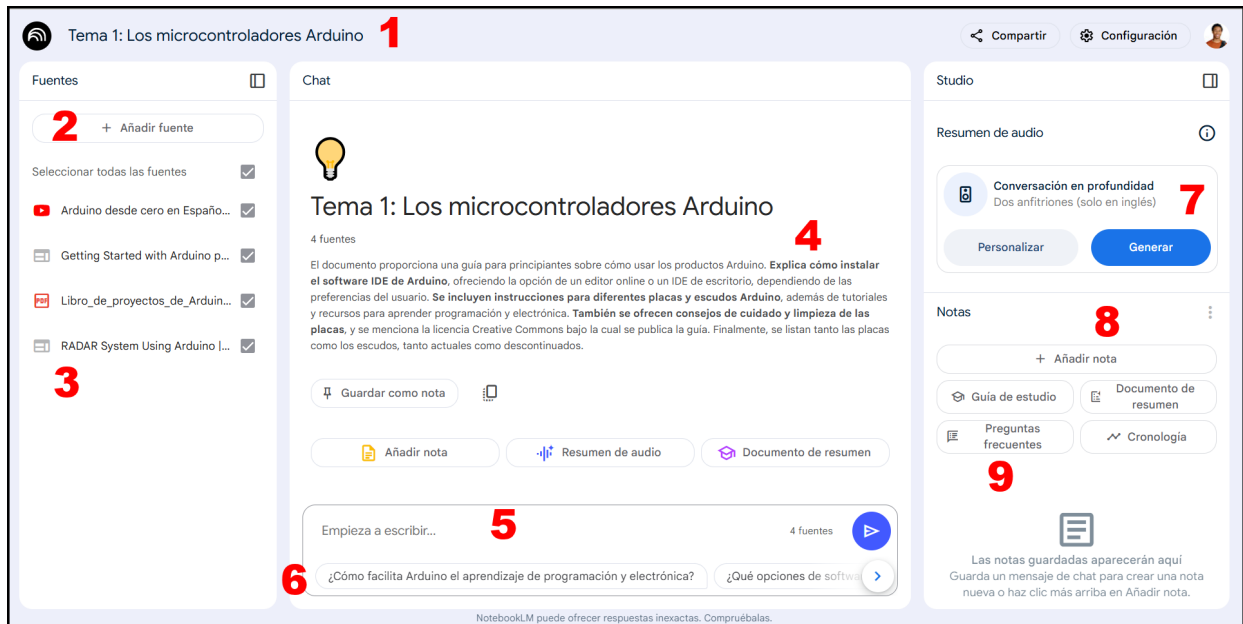 Tema 1: Los microcontroladores Arduino
1
Compartir
Configuración
Fuentes
2
+ Añadir fuente
Seleccionar todas las fuentes
Arduino desde cero en Españo...
Getting Started with Arduino p...
PDF
Libro_de_proyectos_de_Arduin...
RADAR System Using Arduino |...
3
Chat
Tema 1: Los microcontroladores Arduino
4 fuentes
4
El documento proporciona una guía para principiantes sobre cómo usar los productos Arduino. Explica cómo instalar
el software IDE de Arduino, ofreciendo la opción de un editor online o un IDE de escritorio, dependiendo de las
preferencias del usuario. Se incluyen instrucciones para diferentes placas y escudos Arduino, además de tutoriales
y recursos para aprender programación y electrónica. También se ofrecen consejos de cuidado y limpieza de las
placas, y se menciona la licencia Creative Commons bajo la cual se publica la guía. Finalmente, se listan tanto las placas
como los escudos, tanto actuales como descontinuados.
Guardar como nota
Añadir nota
Resumen de audio
Documento de resumen
Empieza a escribir...
5
4 fuentes
6
¿Cómo facilita Arduino el aprendizaje de programación y electrónica?
¿Qué opciones de softwa
NotebookLM puede ofrecer respuestas inexactas. Compruébalas.
Studio
Resumen de audio
Conversación en profundidad
Dos anfitriones (solo en inglés)
7
Personalizar
Generar
Notas
8
+ Añadir nota
Guía de estudio
Documento de
resumen
Preguntas
frecuentes
Cronología
9
Las notas guardadas aparecerán aquí
Guarda un mensaje de chat para crear una nota
nueva o haz clic más arriba en Añadir nota.